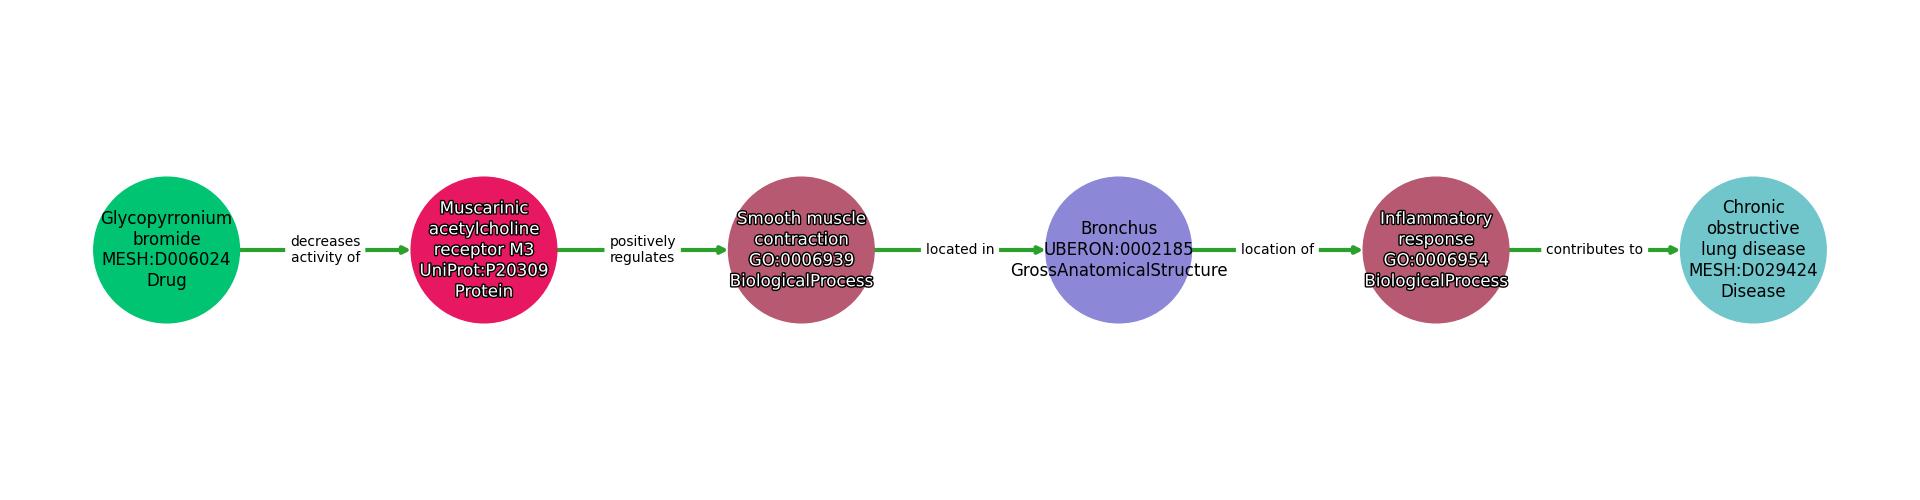 Glycopyrronium
bromide
MESH:D006024
Drug
decreases
activity of
Muscarinic
acetylcholine
receptor M3
UniProt:P20309
Protein
positively
regulates
Smooth muscle
contraction
GO:0006939
BiologicalProcess
located in
Bronchus
UBERON:0002185
GrossAnatomicalStructure
location of
Inflammatory
response
GO:0006954
BiologicalProcess
contributes to
Chronic
obstructive
lung disease
MESH:D029424
Disease